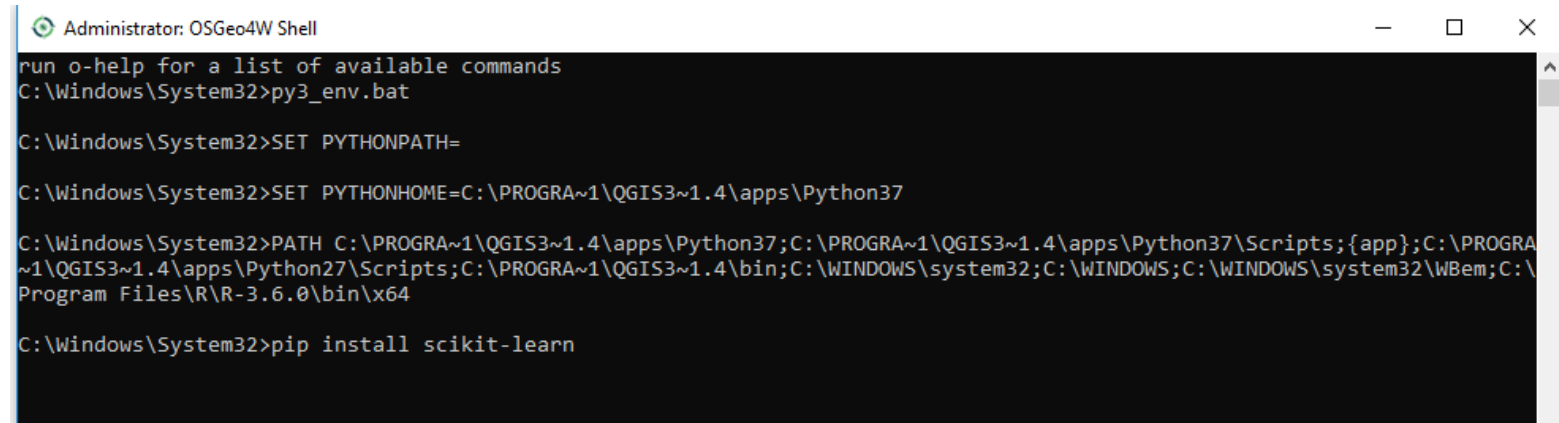 Administrator: OSGeo4W Shell
run o-help for a list of available commands
C:\Windows\System32>py3_env.bat
C:\Windows\System32>SET PYTHONPATH=
C:\Windows\System32>SET PYTHONHOME=C:\PROGRA~1\QGIS3~1.4\apps\Python37
C:\Windows\System32>PATH C:\PROGRA~1\QGIS3~1.4\apps\Python37;C:\PROGRA~1\QGIS3~1.4\apps\Python37\Scripts;{app};C:\PROGRA
~1\QGIS3~1.4\apps\Python27\Scripts;C:\PROGRA~1\QGIS3~1.4\bin;C:\WINDOWS\system32;C:\WINDOWS;C:\WINDOWS\system32\WBem;C:\
Program Files\R\R-3.6.0\bin\x64
C:\Windows\System32>pip install scikit-learn